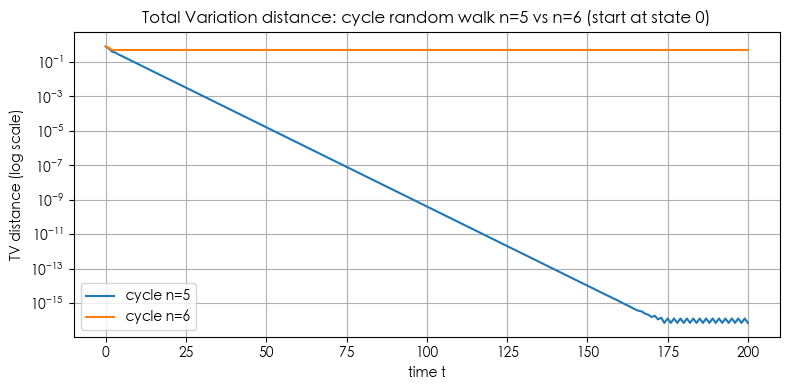 Total Variation distance: cycle random walk n=5 vs n=6 (start at state 0)
TV distance (log scale)
10⁻¹
10⁻³
10⁻⁵
10⁻⁷
10⁻⁹
10⁻¹¹
10⁻¹³
10⁻¹⁵
cycle n=5
cycle n=6
0 25 50 75 100 125 150 175 200
time t